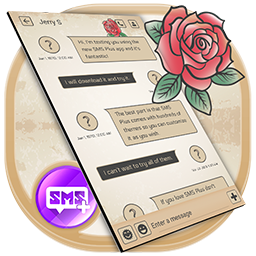 Jerry S
Hi, I'm texting you using the
new SMS Plus app and it's
fantastic!
I will download it and try it.
The best part is that SMS
Plus comes with hundreds
themes so you can customize
it as you wish.
I can't want to try all of them.
If you love SMS Plus don't
Enter a message
SMS